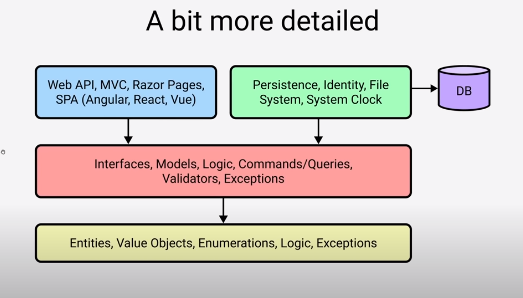 A bit more detailed
Web API, MVC, Razor Pages,
SPA (Angular, React, Vue)
Persistence, Identity, File
System, System Clock
DB
Interfaces, Models, Logic, Commands/Queries,
Validators, Exceptions
Entities, Value Objects, Enumerations, Logic, Exceptions